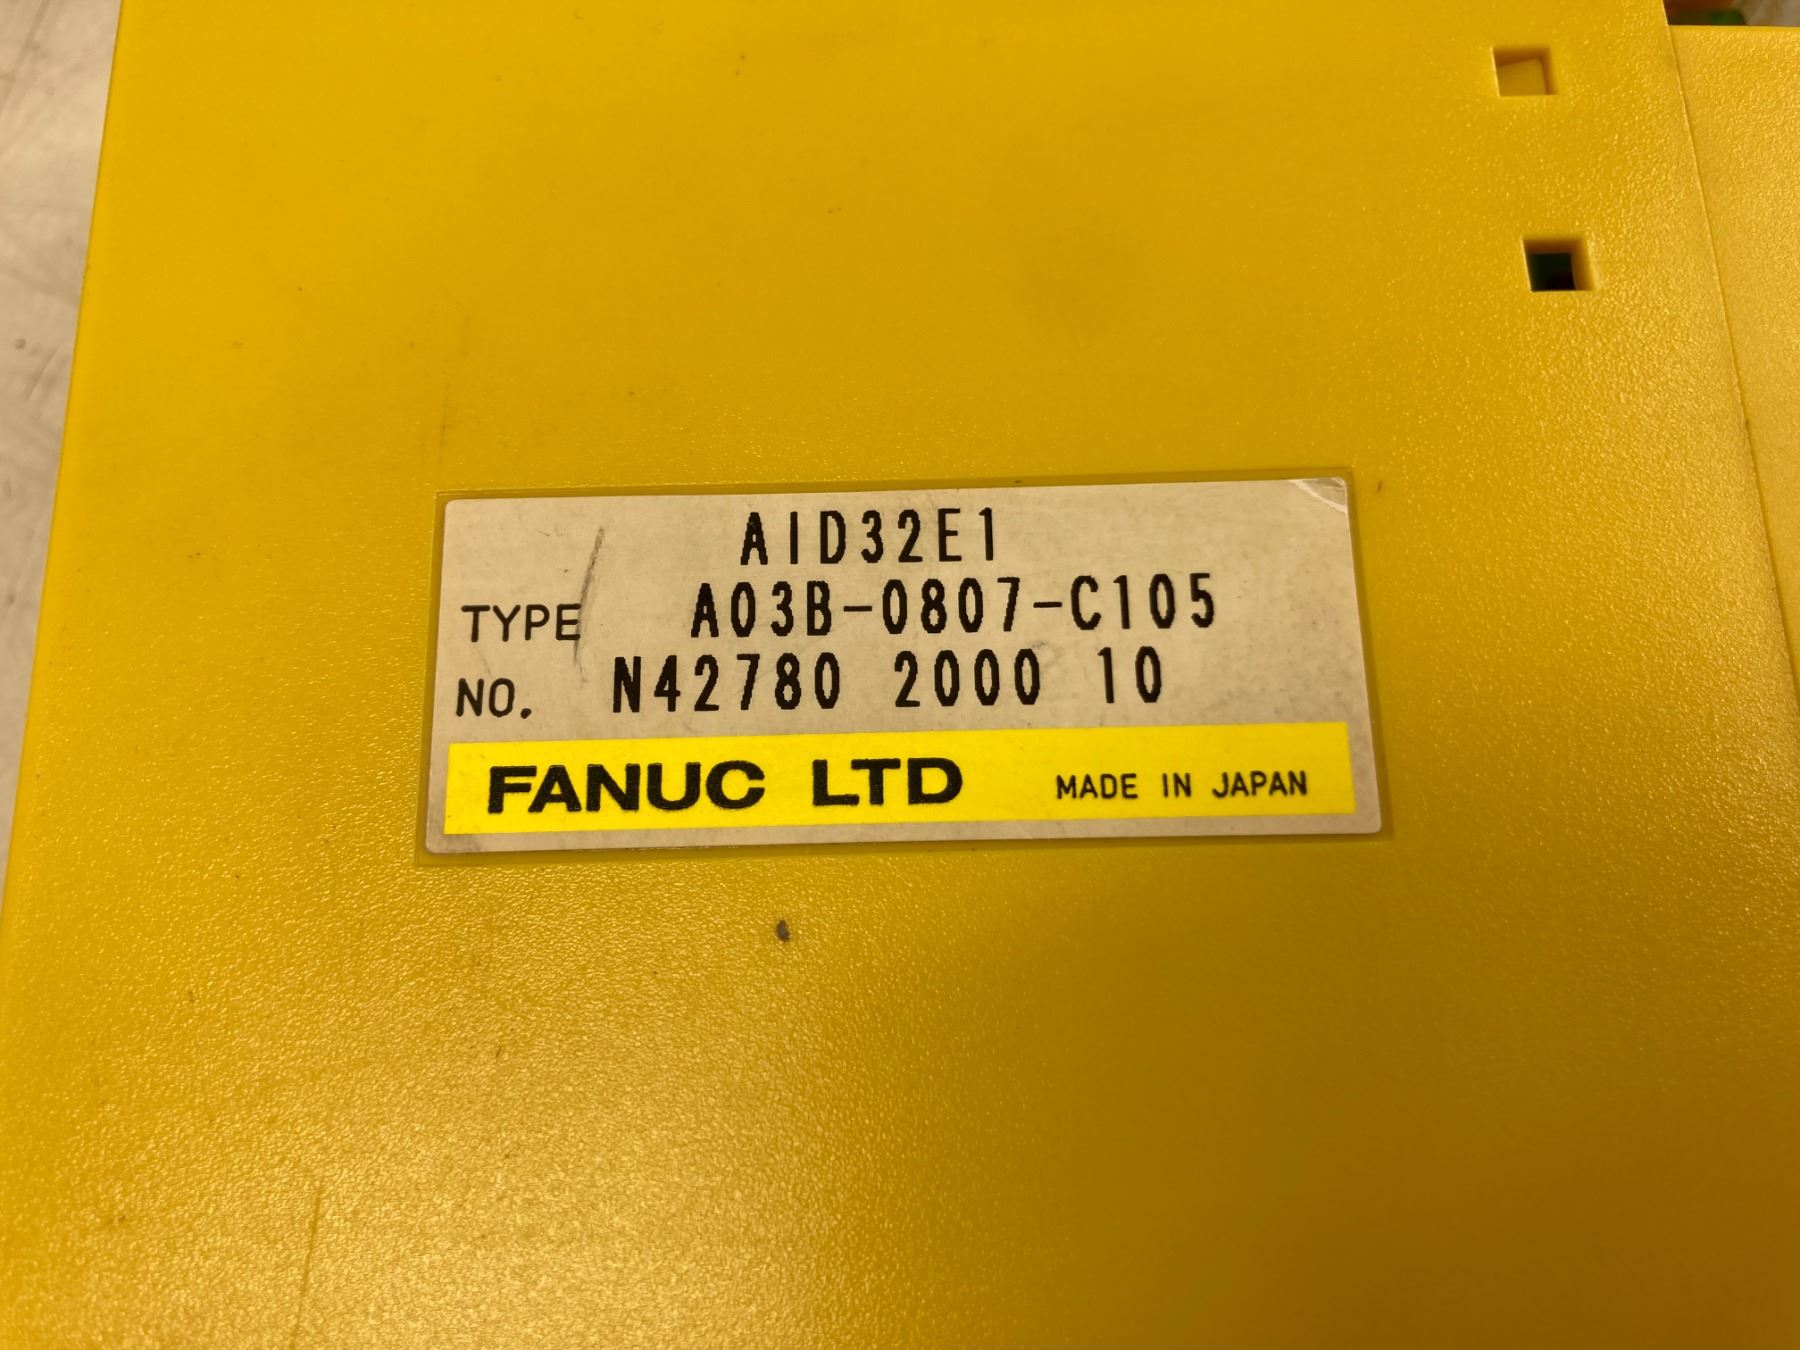 AID32E1
TYPE A03B-0807-C105
NO. N42780 2000 10
FANUC LTD MADE IN JAPAN